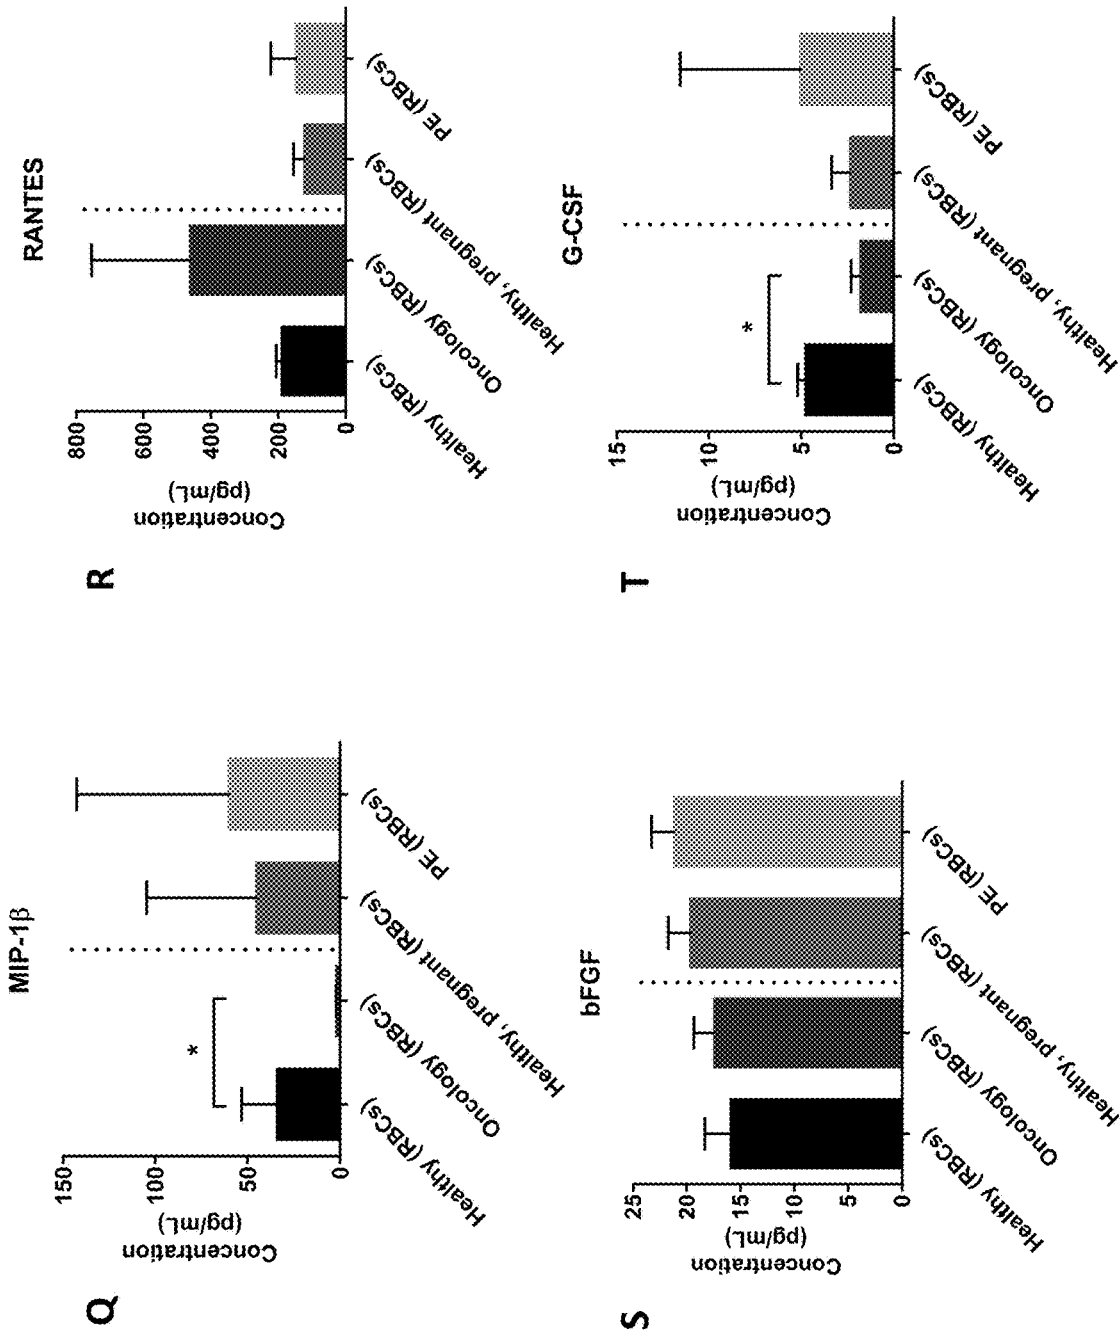 Q
MIP-1β
Concentration
(pg/mL)
150
100
50
0
*
Healthy (RBCs)
Oncology (RBCs)
Healthy, pregnant (RBCs)
PE (RBCs)
R
RANTES
Concentration
(pg/mL)
800
600
400
200
0
Healthy (RBCs)
Oncology (RBCs)
Healthy, pregnant (RBCs)
PE (RBCs)
S
bFGF
Concentration
(pg/mL)
25
20
15
10
5
0
Healthy (RBCs)
Oncology (RBCs)
Healthy, pregnant (RBCs)
PE (RBCs)
T
G-CSF
Concentration
(pg/mL)
15
10
5
0
*
Healthy (RBCs)
Oncology (RBCs)
Healthy, pregnant (RBCs)
PE (RBCs)